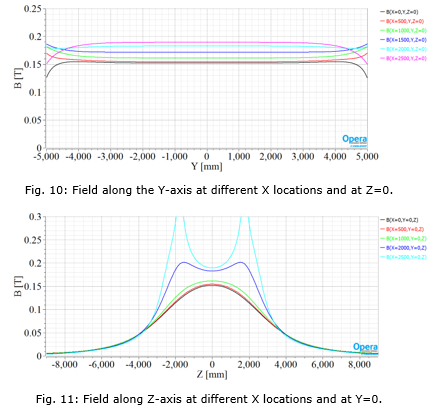 0.25
0.2
0.15
0.1
0.05
0
B [T]
-5,000 -4,000 -3,000 -2,000 -1,000 0 1,000 2,000 3,000 4,000 5,000
Y [mm]
B(X=0,Y,Z=0)
B(X=500,Y,Z=0)
B(X=1000,Y,Z=0)
B(X=1500,Y,Z=0)
B(X=2000,Y,Z=0)
B(X=2500,Y,Z=0)
Opera
Fig. 10: Field along the Y-axis at different X locations and at Z=0.
0.3
0.25
0.2
0.15
0.1
0.05
0
B [T]
-8,000 -6,000 -4,000 -2,000 0 2,000 4,000 6,000 8,000
Z [mm]
B(X=0,Y=0,Z)
B(X=500,Y=0,Z)
B(X=1000,Y=0,Z)
B(X=2000,Y=0,Z)
Opera
Fig. 11: Field along Z-axis at different X locations and at Y=0.